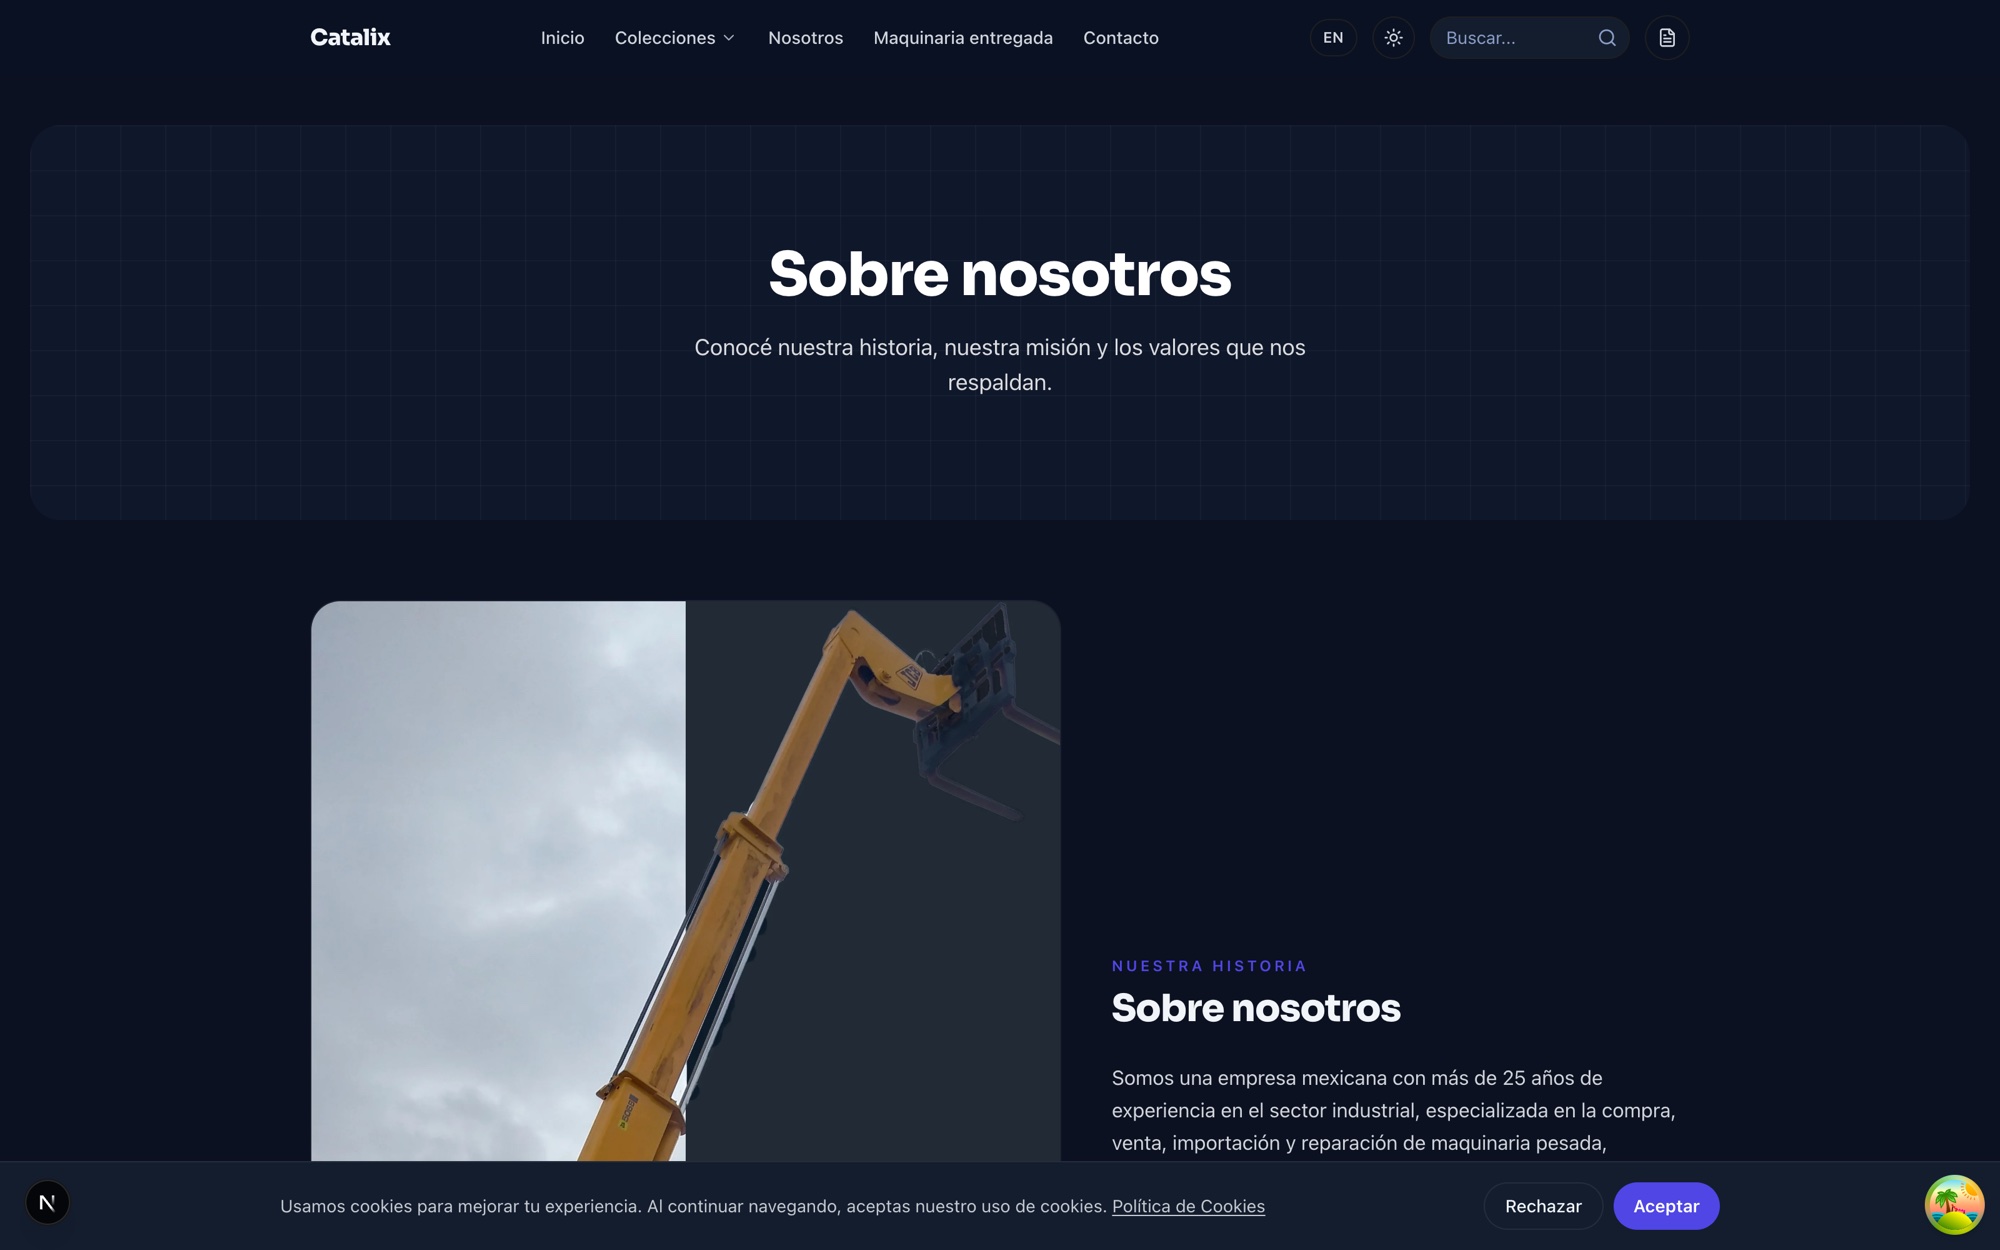 Catalix
Inicio
Colecciones
Nosotros
Maquinaria entregada
Contacto
EN
Buscar...
Sobre nosotros
Conocé nuestra historia, nuestra misión y los valores que nos
respaldan.
JCB
NUESTRA HISTORIA
Sobre nosotros
Somos una empresa mexicana con más de 25 años de
experiencia en el sector industrial, especializada en la compra,
venta, importación y reparación de maquinaria pesada,
N
Usamos cookies para mejorar tu experiencia. Al continuar navegando, aceptas nuestro uso de cookies. Política de Cookies
Rechazar
Aceptar